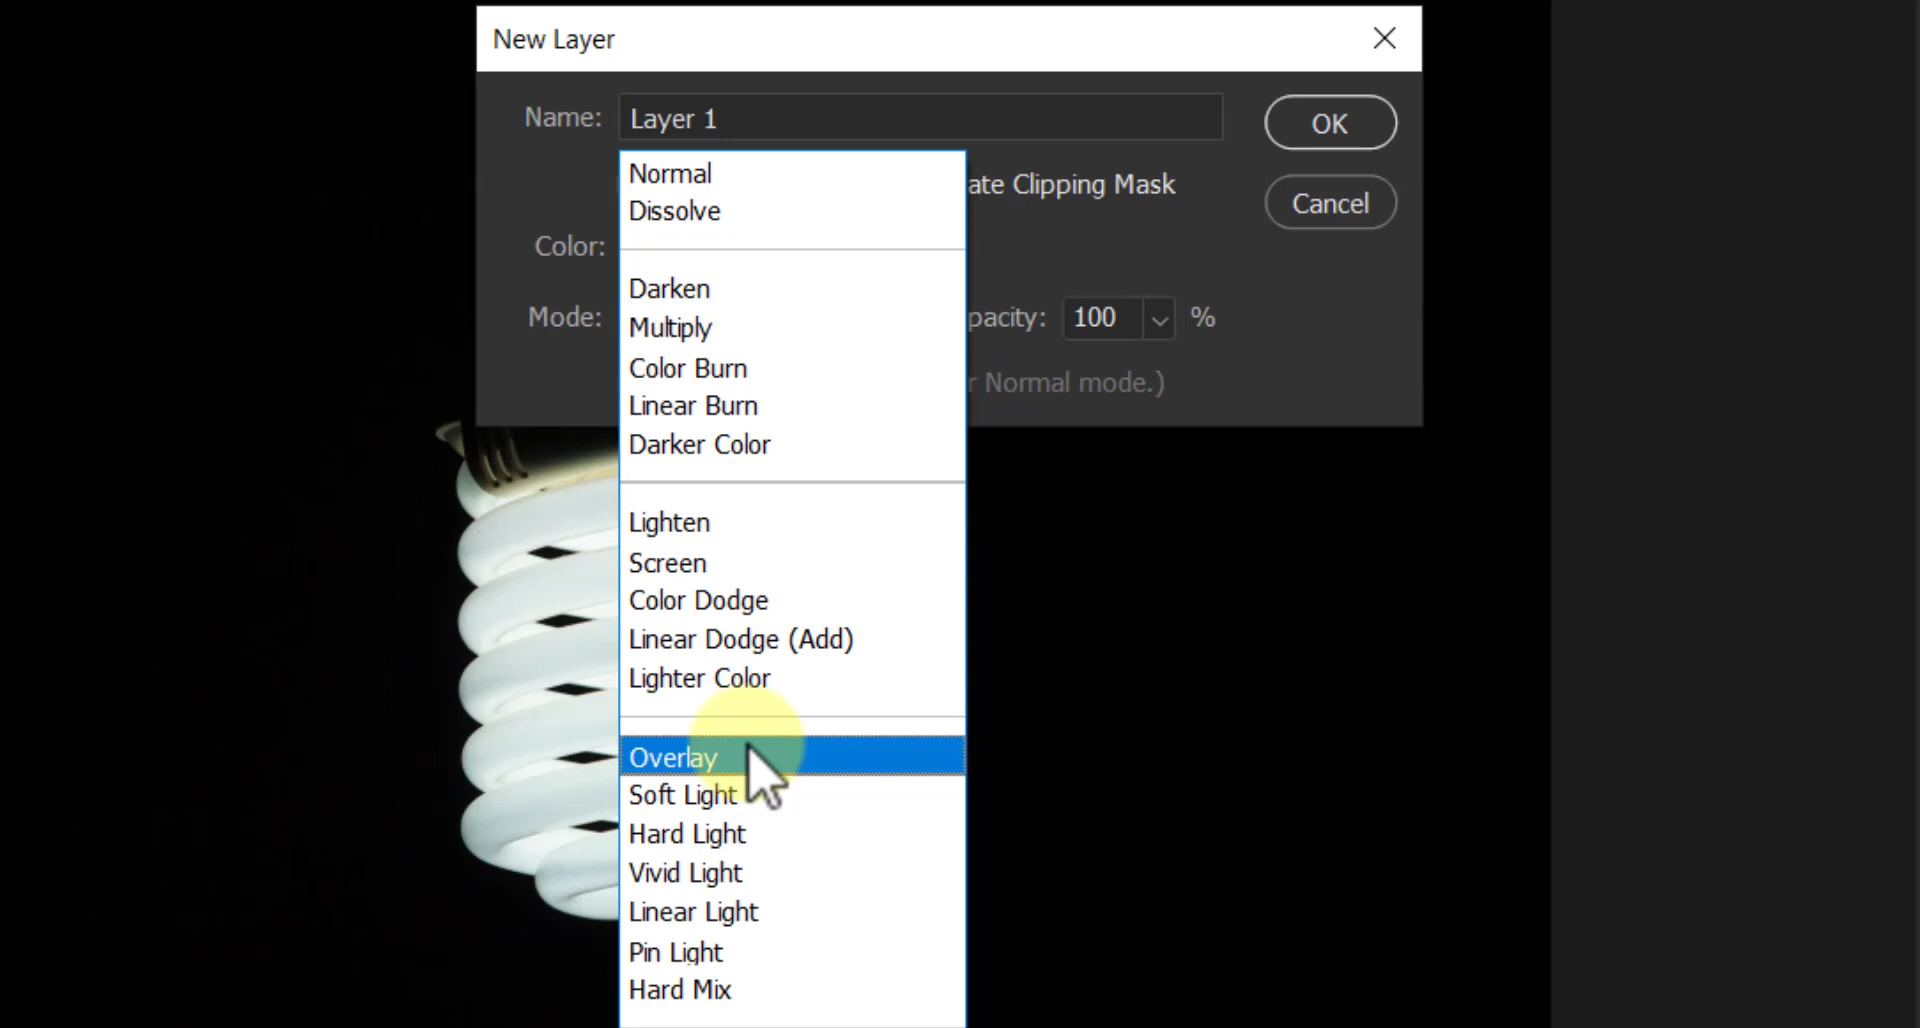 New Layer
Name: Layer 1
OK
Normal
ate Clipping Mask
Cancel
Dissolve
Color:
Darken
Mode:
Multiply
pacity: 100 %
Color Burn
r Normal mode.)
Linear Burn
Darker Color
Lighten
Screen
Color Dodge
Linear Dodge (Add)
Lighter Color
Overlay
Soft Light
Hard Light
Vivid Light
Linear Light
Pin Light
Hard Mix